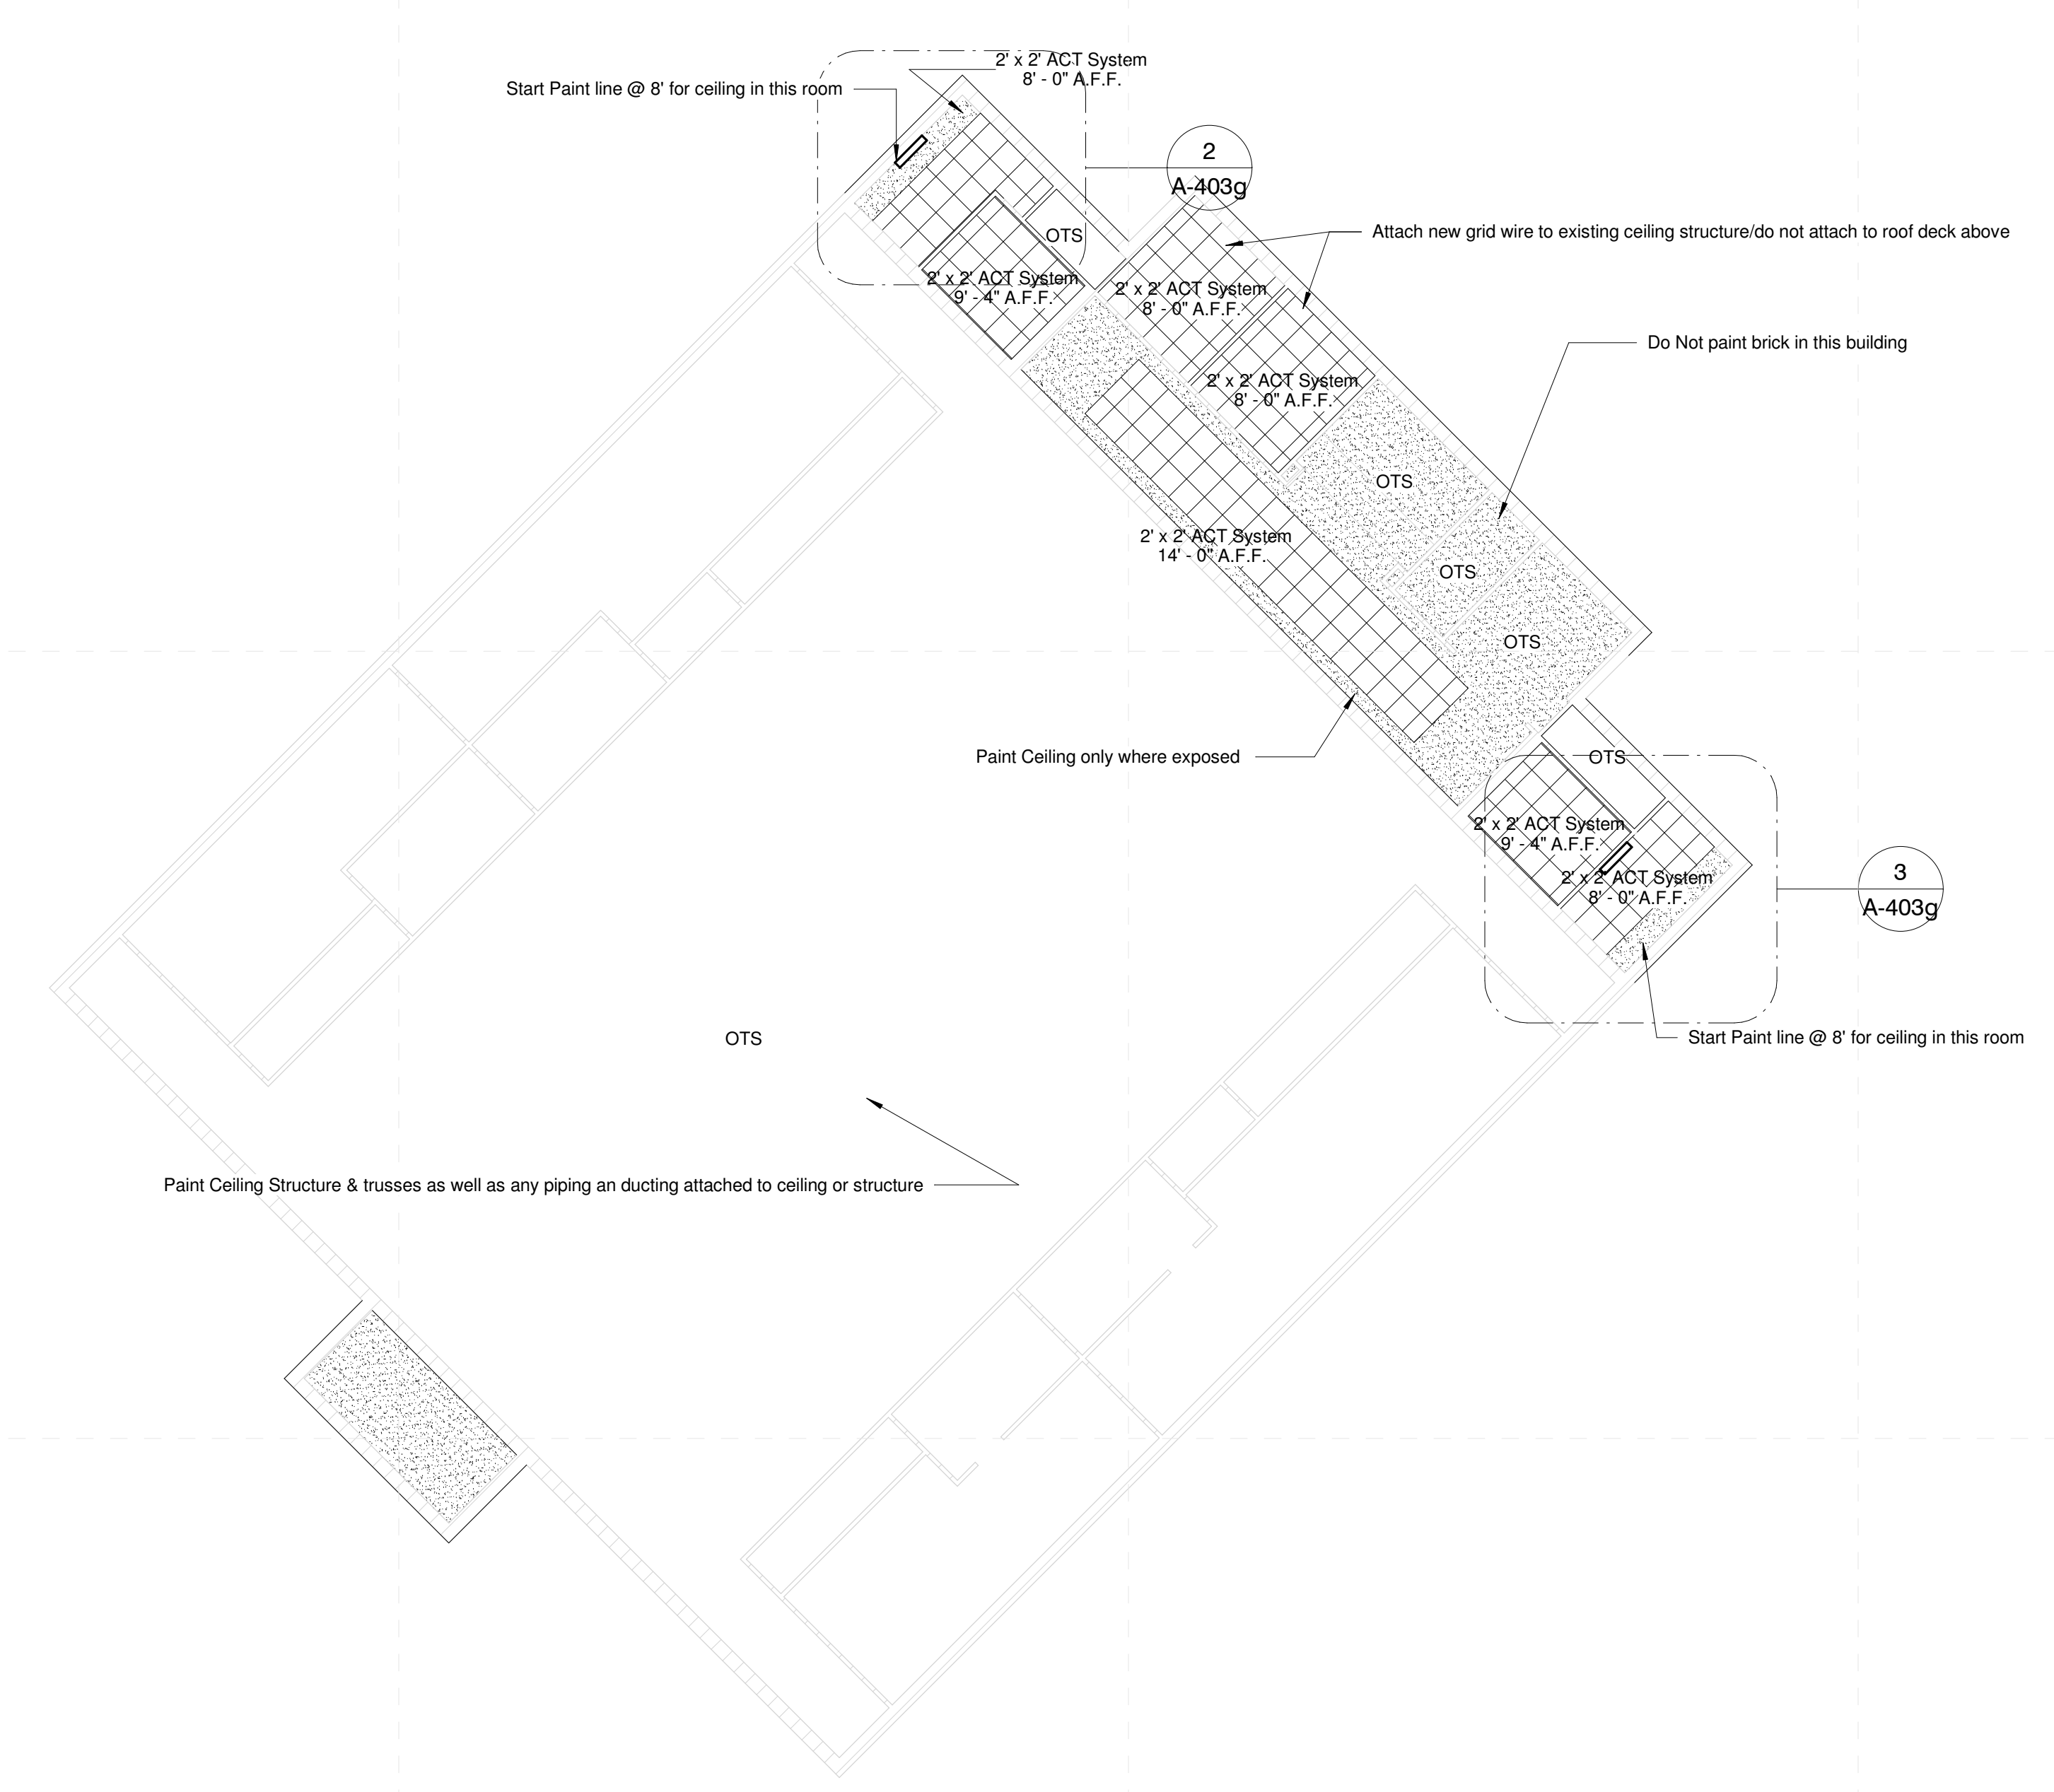 2' x 2' ACT System
8' - 0" A.F.F.
Start Paint line @ 8' for ceiling in this room
2
A-403g
Attach new grid wire to existing ceiling structure/do not attach to roof deck above
OTS
2' x 2' ACT System
9' - 4" A.F.F.
2' x 2' ACT System
8' - 0" A.F.F.
Do Not paint brick in this building
2' x 2' ACT System
8' - 0" A.F.F.
OTS
2' x 2' ACT System
14' - 0" A.F.F.
OTS
OTS
Paint Ceiling only where exposed
OTS
2' x 2' ACT System
9' - 4" A.F.F.
2' x 2' ACT System
8' - 0" A.F.F.
3
A-403g
OTS
Start Paint line @ 8' for ceiling in this room
Paint Ceiling Structure & trusses as well as any piping an ducting attached to ceiling or structure